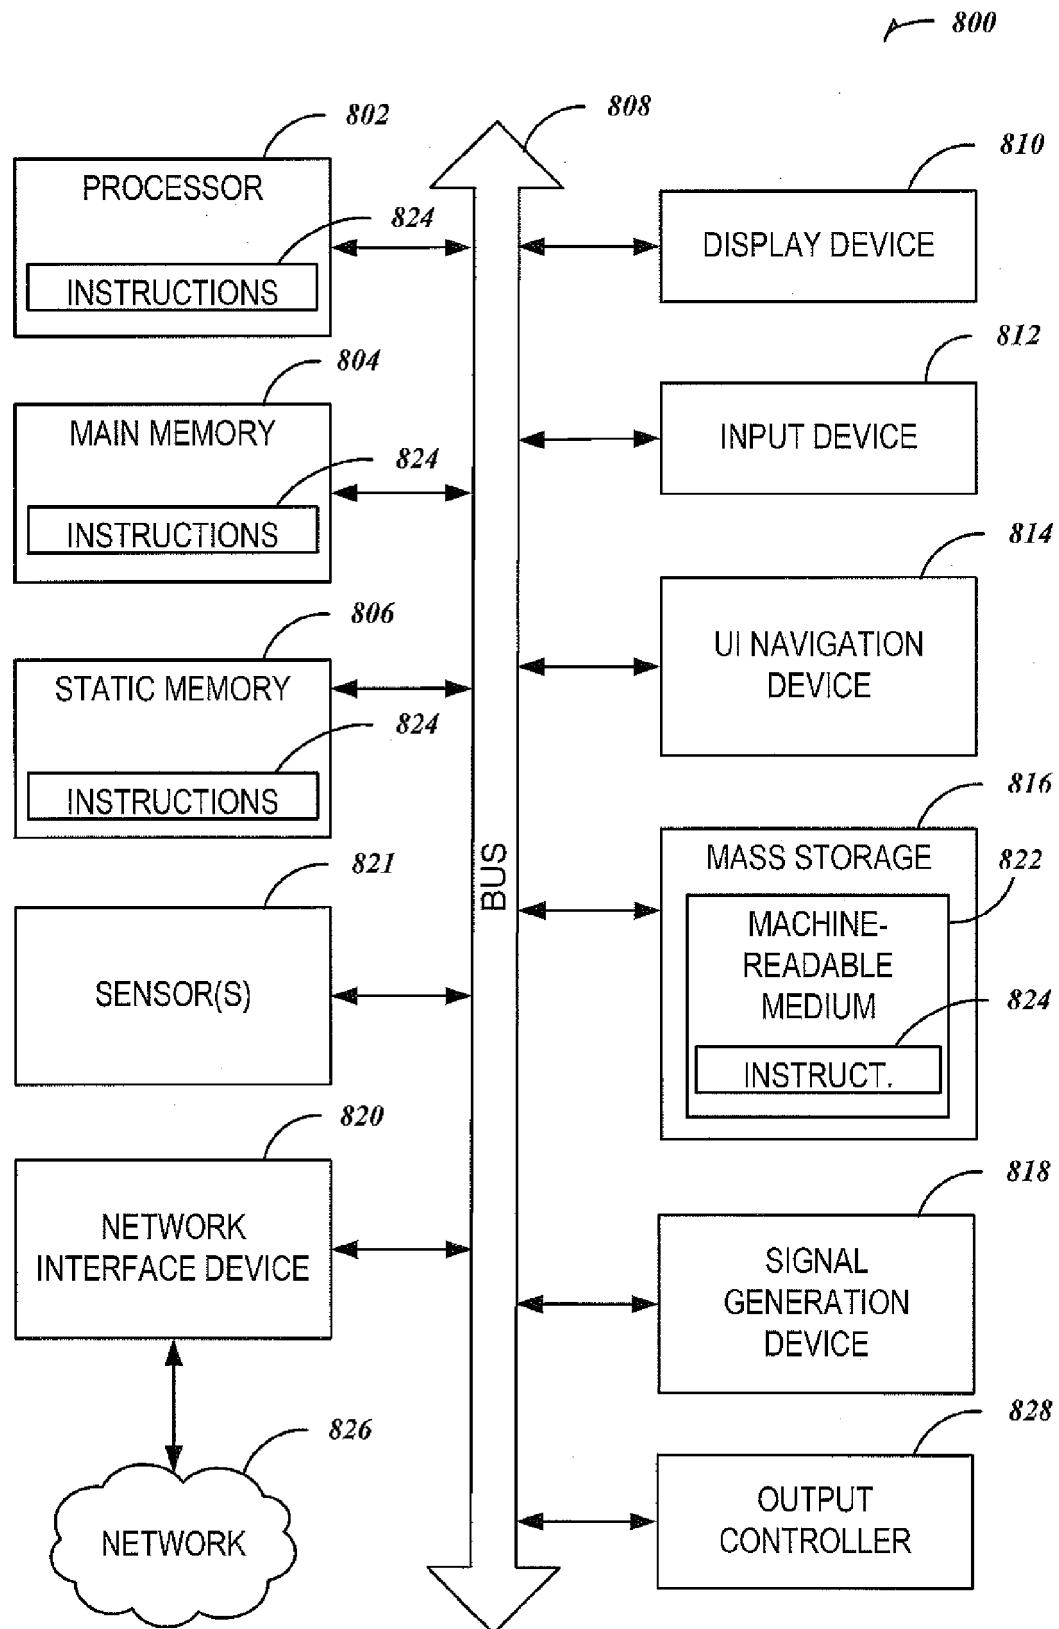 800
802
PROCESSOR
824
INSTRUCTIONS
804
MAIN MEMORY
824
INSTRUCTIONS
806
STATIC MEMORY
824
INSTRUCTIONS
821
SENSOR(S)
820
NETWORK
INTERFACE DEVICE
826
NETWORK
808
BUS
810
DISPLAY DEVICE
812
INPUT DEVICE
814
UI NAVIGATION
DEVICE
816
MASS STORAGE
822
MACHINE-
READABLE
MEDIUM
824
INSTRUCT.
818
SIGNAL
GENERATION
DEVICE
828
OUTPUT
CONTROLLER